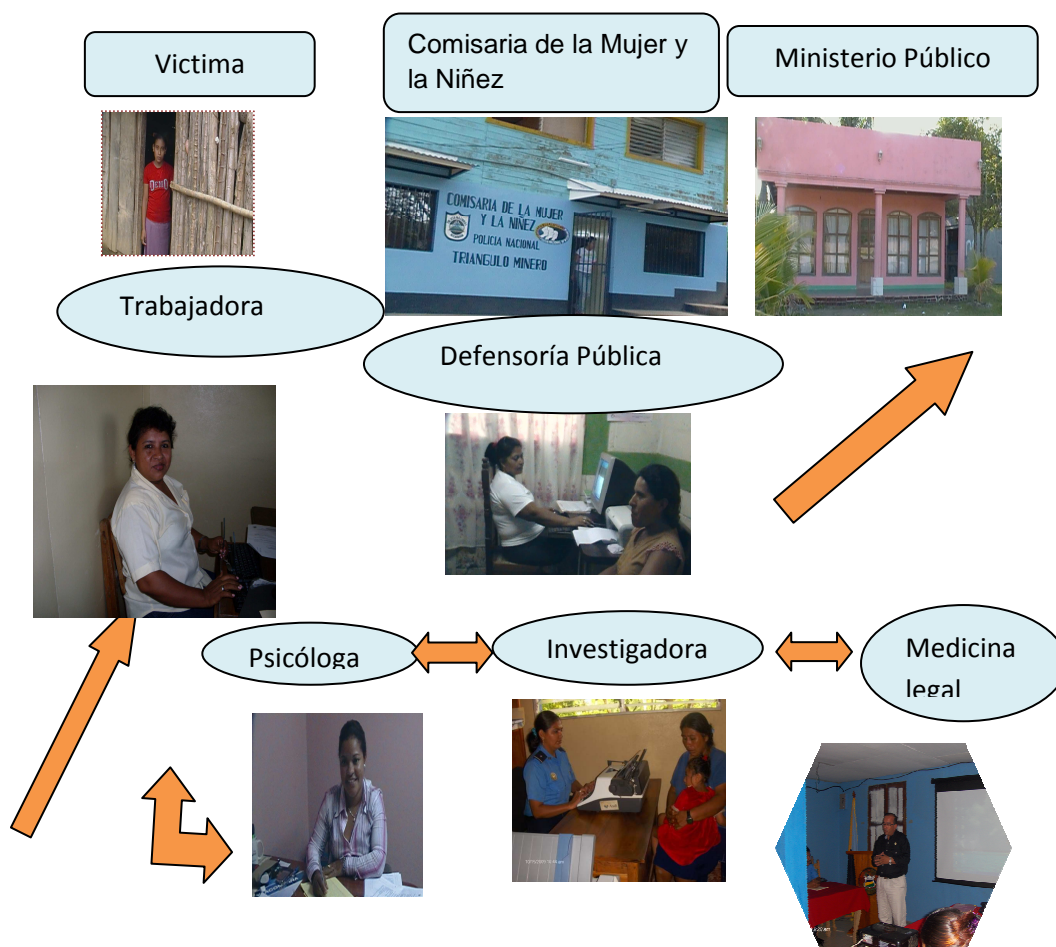 Victima
Comisaria de la Mujer y
la Niñez
Ministerio Público
COMISARIA DE LA MUJER
Y LA NIÑEZ
POLICIA NACIONAL
TRIANGULO MINERO
Trabajadora
Defensoría Pública
Psicóloga
Investigadora
Medicina
legal